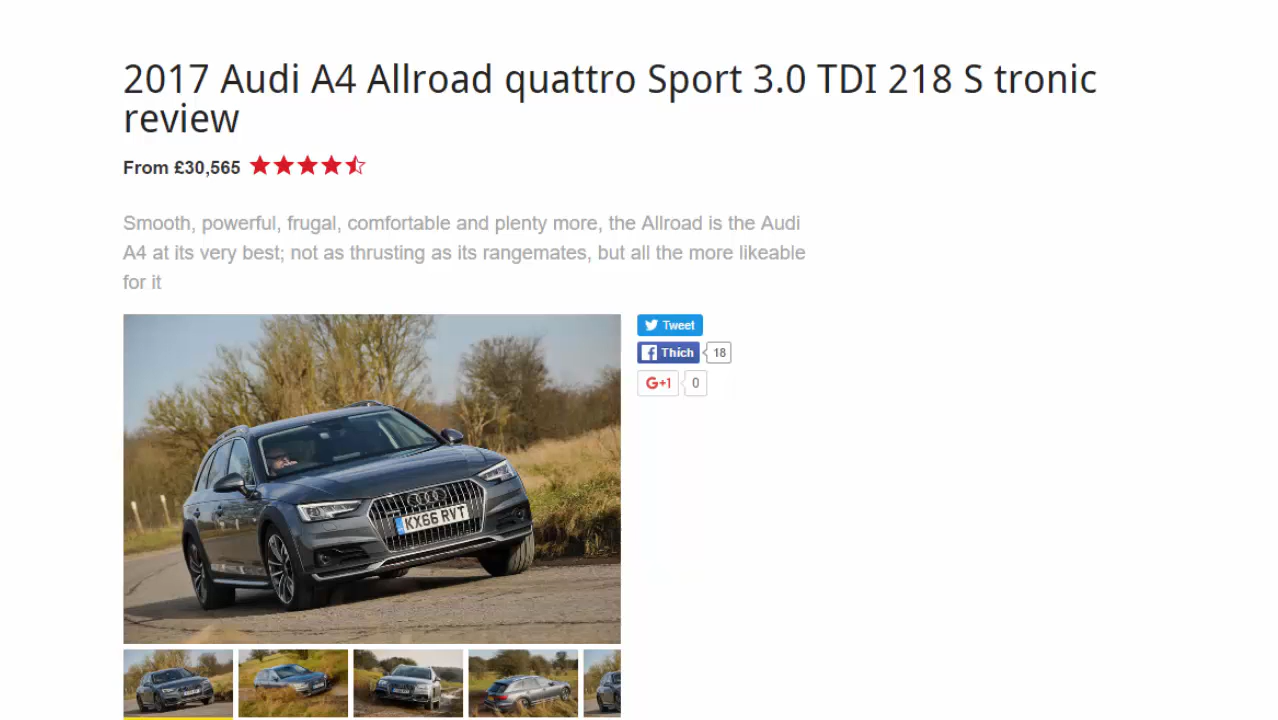 2017 Audi A4 Allroad quattro Sport 3.0 TDI 218 S tronic
review
From £30,565
Smooth, powerful, frugal, comfortable and plenty more, the Allroad is the Audi
A4 at its very best; not as thrusting as its rangemates, but all the more likeable
for it
Tweet
Thích 18
G+1 0
KX66 RVT